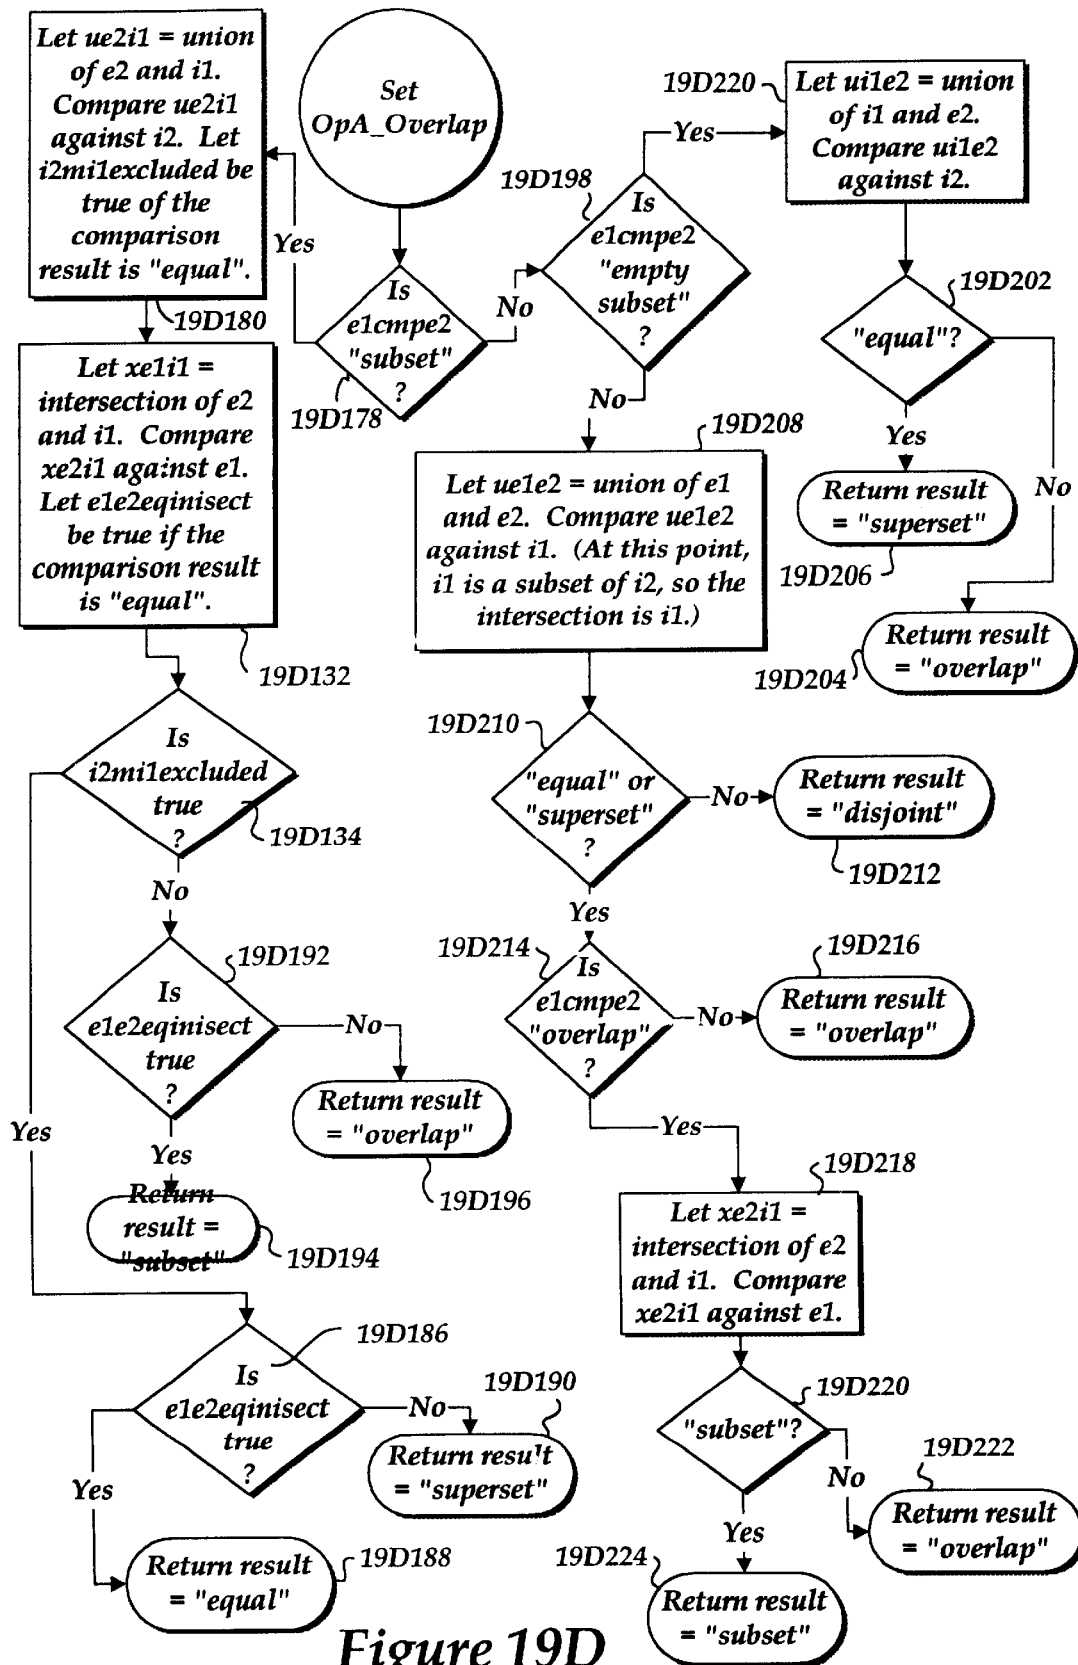 Let ue2i1 = union
of e2 and i1.
Compare ue2i1
against i2. Let
i2mi1excluded be
true of the
comparison
result is "equal".
19D180
Set
OpA_Overlap
Yes
Is
e1cmpe2
"subset"
?
19D178
No
19D198
Is
e1cmpe2
"empty
subset"
?
Yes
No
19D220
Let ui1e2 = union
of i1 and e2.
Compare ui1e2
against i2.
19D202
"equal"?
Yes
No
Return result
= "superset"
19D206
Return result
= "overlap"
19D204
Let xe1i1 =
intersection of e2
and i1. Compare
xe2i1 against e1.
Let e1e2eqinisect
be true if the
comparison result
is "equal".
19D132
19D208
Let ue1e2 = union of e1
and e2. Compare ue1e2
against i1. (At this point,
i1 is a subset of i2, so the
intersection is i1.)
Is
i2mi1excluded
true
?
19D134
No
Yes
19D192
Is
e1e2eqinisect
true
?
No
Return result
= "overlap"
19D196
Yes
Return
result =
"subset"
19D194
19D210
"equal" or
"superset"
?
No
Return result
= "disjoint"
19D212
Yes
19D214
Is
e1cmpe2
"overlap"
?
No
19D216
Return result
= "overlap"
Yes
19D218
Let xe2i1 =
intersection of e2
and i1. Compare
xe2i1 against e1.
19D186
Is
e1e2eqinisect
true
?
No
19D190
Return result
= "superset"
Yes
Return result
= "equal"
19D188
19D220
"subset"?
No
19D222
Return result
= "overlap"
Yes
19D224
Return result
= "subset"
Figure 19D